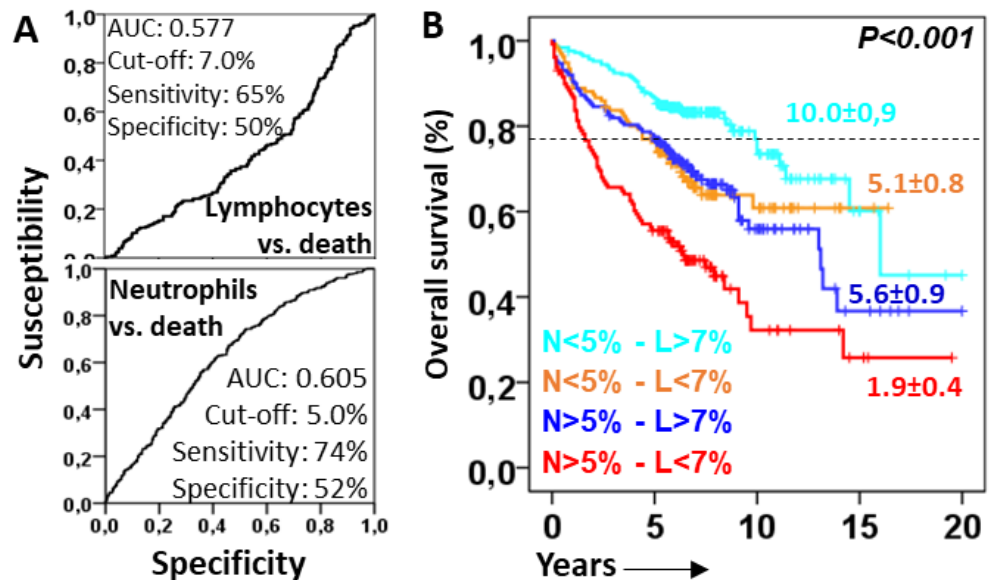 A
1,0
0,8
0,6
0,4
0,2
AUC: 0.577
Cut-off: 7.0%
Sensitivity: 65%
Specificity: 50%
Lymphocytes
vs. death
1,0
0,8
0,6
0,4
0,2
0,0
Neutrophils
vs. death
AUC: 0.605
Cut-off: 5.0%
Sensitivity: 74%
Specificity: 52%
0,0 0,2 0,4 0,6 0,8 1,0
Susceptibility
Specificity
B
P<0.001
1,0
0,8
0,6
0,4
0,2
0,0
Overall survival (%)
10.0±0,9
5.1±0.8
5.6±0.9
1.9±0.4
N<5% - L>7%
N<5% - L<7%
N>5% - L>7%
N>5% - L<7%
0 5 10 15 20
Years